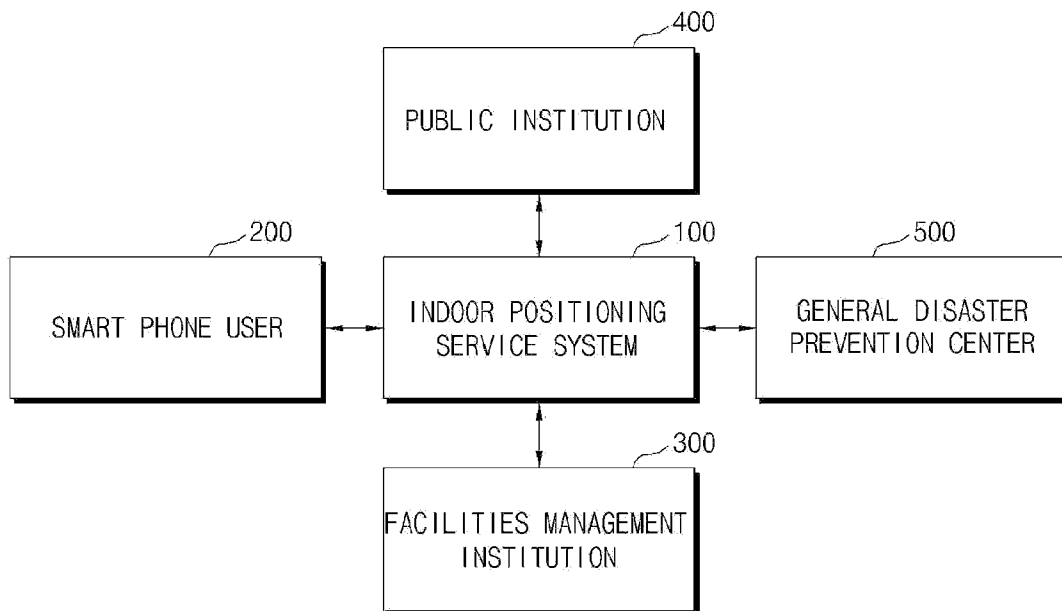 400
PUBLIC INSTITUTION
200
100
500
SMART PHONE USER
INDOOR POSITIONING
SERVICE SYSTEM
GENERAL DISASTER
PREVENTION CENTER
300
FACILITIES MANAGEMENT
INSTITUTION